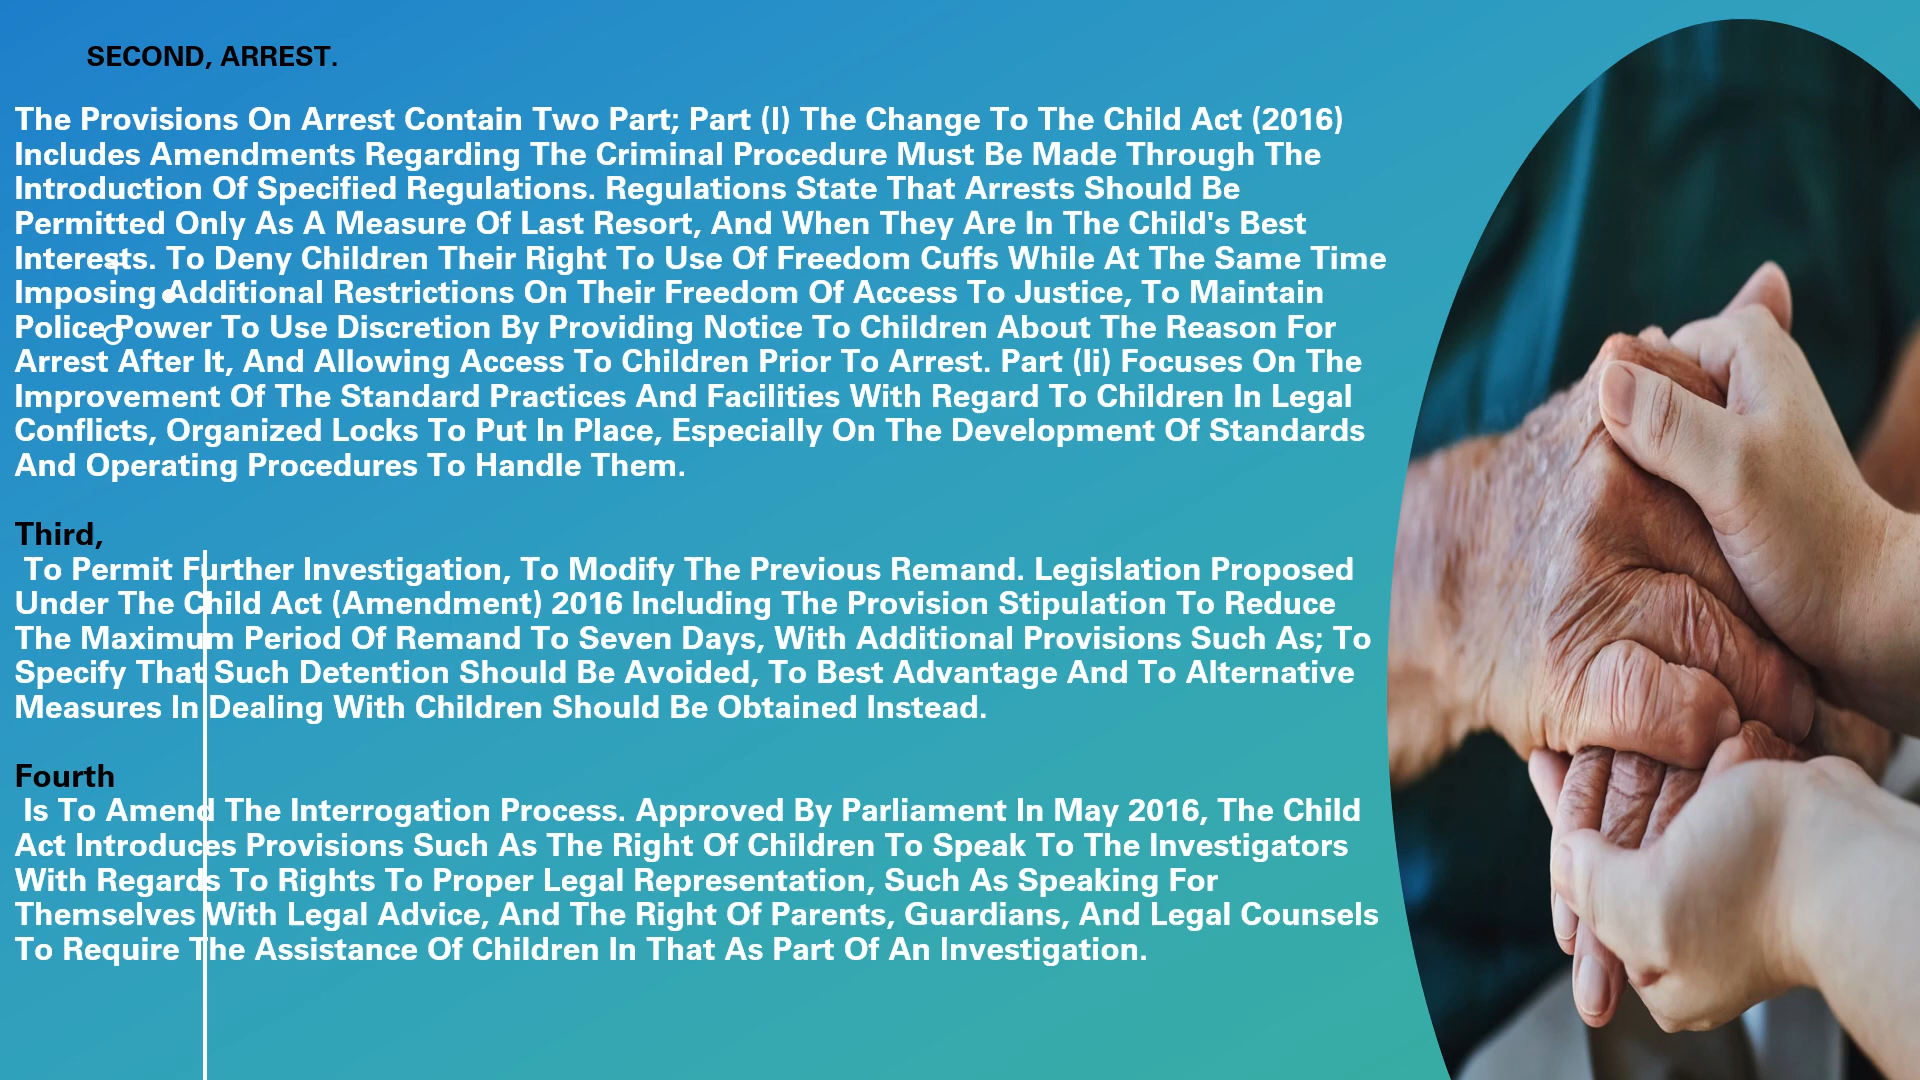 SECOND, ARREST.
The Provisions On Arrest Contain Two Part; Part (I) The Change To The Child Act (2016)
Includes Amendments Regarding The Criminal Procedure Must Be Made Through The
Introduction Of Specified Regulations. Regulations State That Arrests Should Be
Permitted Only As A Measure Of Last Resort, And When They Are In The Child's Best
Interests. To Deny Children Their Right To Use Of Freedom Cuffs While At The Same Time
Imposing Additional Restrictions On Their Freedom Of Access To Justice, To Maintain
Police Power To Use Discretion By Providing Notice To Children About The Reason For
Arrest After It, And Allowing Access To Children Prior To Arrest. Part (Ii) Focuses On The
Improvement Of The Standard Practices And Facilities With Regard To Children In Legal
Conflicts, Organized Locks To Put In Place, Especially On The Development Of Standards
And Operating Procedures To Handle Them.
Third,
To Permit Further Investigation, To Modify The Previous Remand. Legislation Proposed
Under The Child Act (Amendment) 2016 Including The Provision Stipulation To Reduce
The Maximum Period Of Remand To Seven Days, With Additional Provisions Such As; To
Specify That Such Detention Should Be Avoided, To Best Advantage And To Alternative
Measures In Dealing With Children Should Be Obtained Instead.
Fourth
Is To Amend The Interrogation Process. Approved By Parliament In May 2016, The Child
Act Introduces Provisions Such As The Right Of Children To Speak To The Investigators
With Regards To Rights To Proper Legal Representation, Such As Speaking For
Themselves With Legal Advice, And The Right Of Parents, Guardians, And Legal Counsels
To Require The Assistance Of Children In That As Part Of An Investigation.